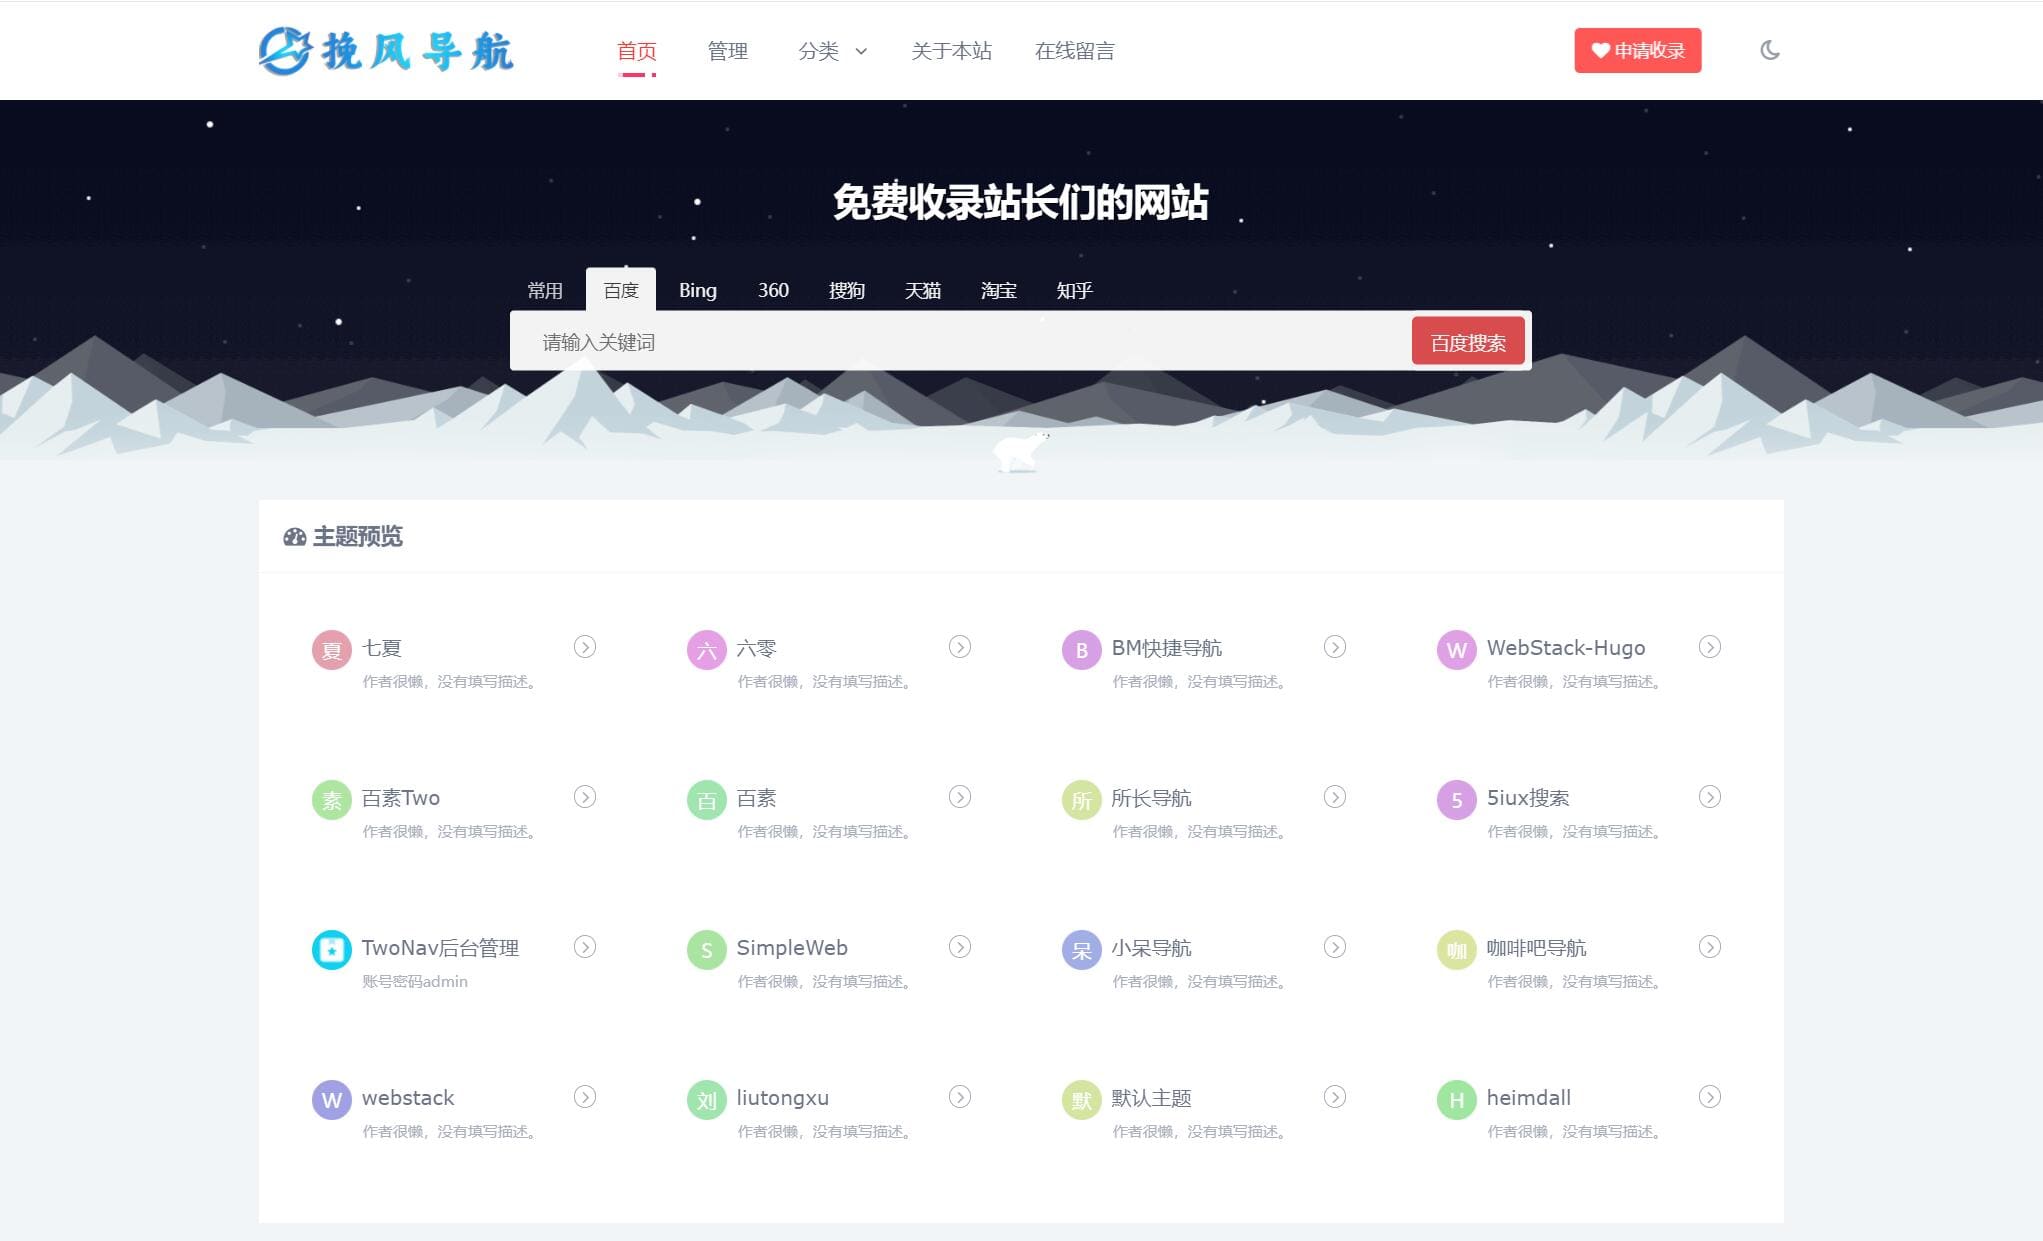 挽风导航 首页 管理 分类 关于本站 在线留言 申请收录
免费收录站长们的网站
常用 百度 Bing 360 搜狗 天猫 淘宝 知乎
请输入关键词 百度搜索
主题预览
夏 七夏
作者很懒，没有填写描述。
六 六零
作者很懒，没有填写描述。
B BM快捷导航
作者很懒，没有填写描述。
W WebStack-Hugo
作者很懒，没有填写描述。
素 百素Two
作者很懒，没有填写描述。
百 百素
作者很懒，没有填写描述。
所 所长导航
作者很懒，没有填写描述。
5 5iux搜索
作者很懒，没有填写描述。
TwoNav后台管理
账号密码admin
S SimpleWeb
作者很懒，没有填写描述。
呆 小呆导航
作者很懒，没有填写描述。
咖 咖啡吧导航
作者很懒，没有填写描述。
W webstack
作者很懒，没有填写描述。
刘 liutongxu
作者很懒，没有填写描述。
默 默认主题
作者很懒，没有填写描述。
H heimdall
作者很懒，没有填写描述。